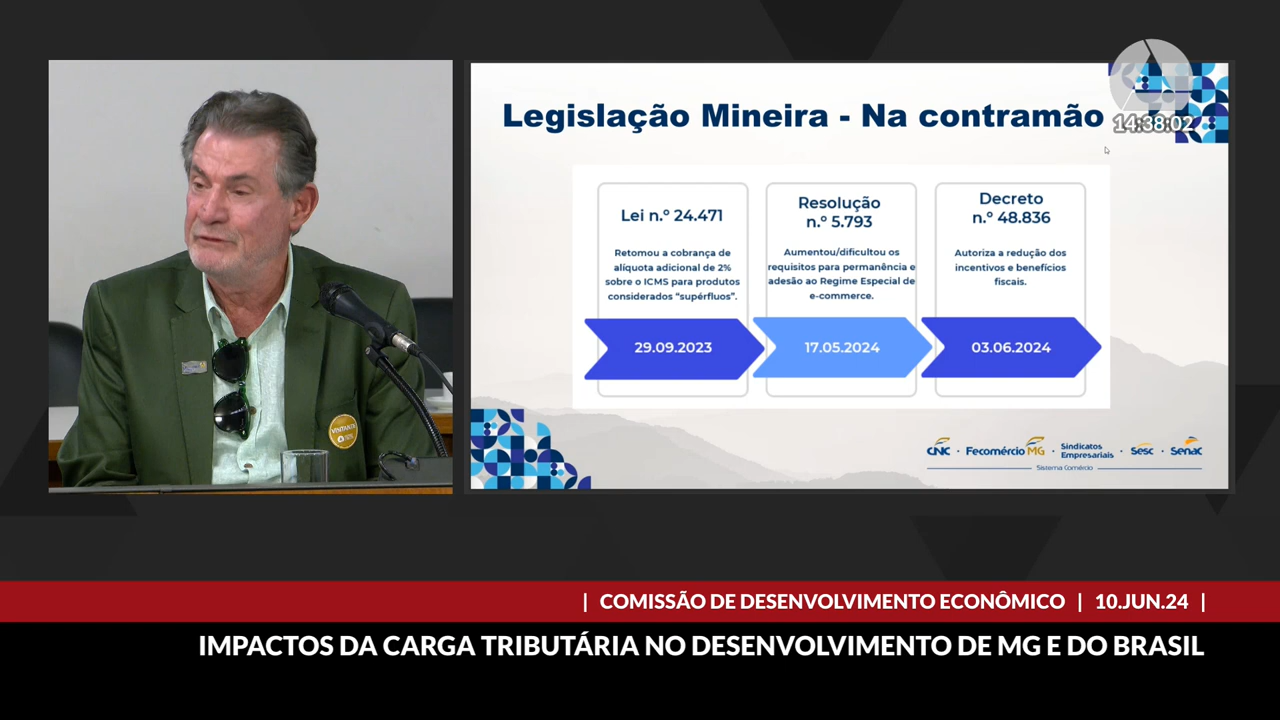 Legislação Mineira - Na contramão
14:38:02
Lei n.º 24.471
Retomou a cobrança de
alíquota adicional de 2%
sobre o ICMS para produtos
considerados “supérfluos”.
29.09.2023
Resolução
n.º 5.793
Aumentou/dificultou os
requisitos para permanência e
adesão ao Regime Especial de
e-commerce.
17.05.2024
Decreto
n.º 48.836
Autoriza a redução dos
incentivos e benefícios
fiscais.
03.06.2024
CNC · Fecomércio MG · Sindicatos Empresariais · Sesc · Senac
Sistema Comércio
| COMISSÃO DE DESENVOLVIMENTO ECONÔMICO | 10.JUN.24 |
IMPACTOS DA CARGA TRIBUTÁRIA NO DESENVOLVIMENTO DE MG E DO BRASIL